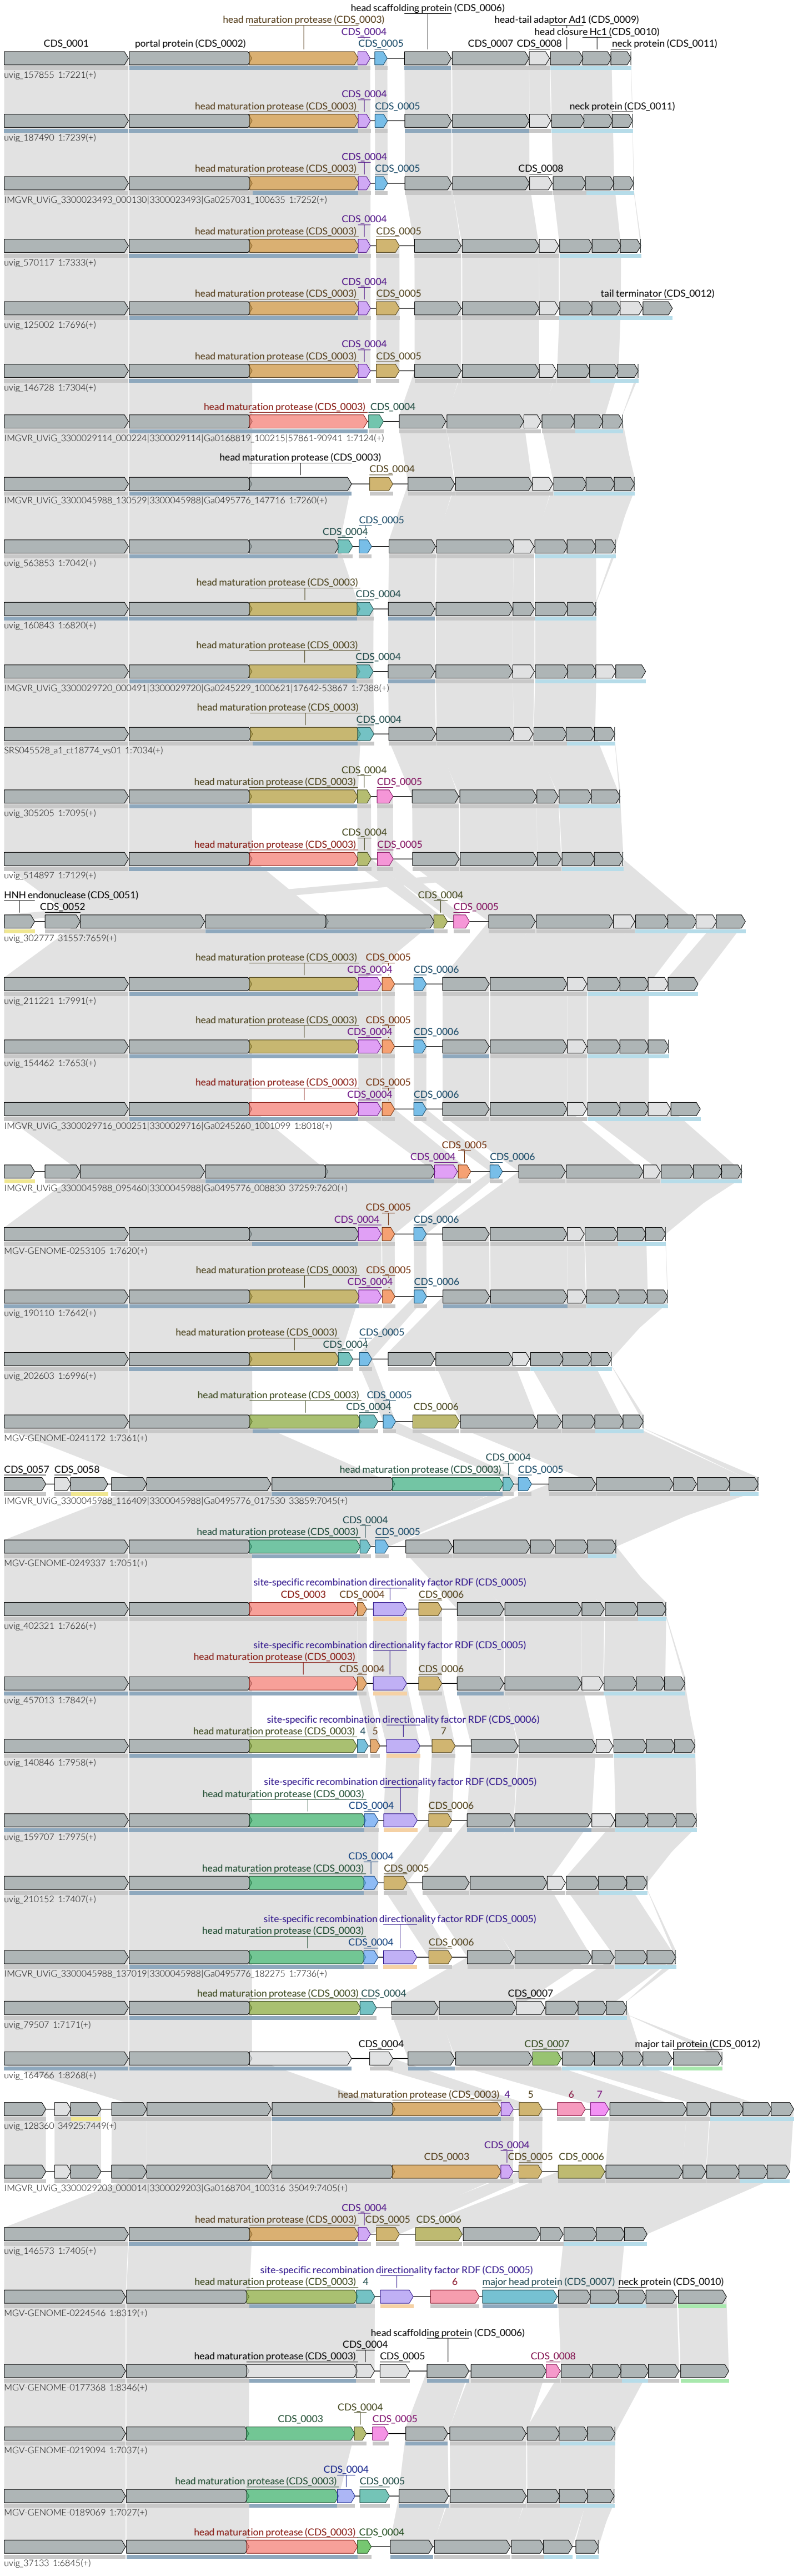 head scaffolding protein (CDS_0006)
head maturation protease (CDS_0003) head-tail adaptor Ad1 (CDS_0009)
CDS_0004 head closure Hc1 (CDS_0010)
CDS_0001 portal protein (CDS_0002) CDS_0005 CDS_0007 CDS_0008 neck protein (CDS_0011)
uvig_157855 1:7221(+)
CDS_0004
head maturation protease (CDS_0003) CDS_0005 neck protein (CDS_0011)
uvig_187490 1:7239(+)
CDS_0004
head maturation protease (CDS_0003) CDS_0005 CDS_0008
IMGVR_UViG_3300023493_000130|3300023493|Ga0257031_100635 1:7252(+)
CDS_0004
head maturation protease (CDS_0003) CDS_0005
uvig_570117 1:7333(+)
CDS_0004
head maturation protease (CDS_0003) CDS_0005 tail terminator (CDS_0012)
uvig_125002 1:7696(+)
CDS_0004
head maturation protease (CDS_0003) CDS_0005
uvig_146728 1:7304(+)
head maturation protease (CDS_0003) CDS_0004
IMGVR_UViG_3300029114_000224|3300029114|Ga0168819_100215|57861-90941 1:7124(+)
head maturation protease (CDS_0003)
CDS_0004
IMGVR_UViG_3300045988_130529|3300045988|Ga0495776_147716 1:7260(+)
CDS_0005
CDS_0004
uvig_563853 1:7042(+)
head maturation protease (CDS_0003)
CDS_0004
uvig_160843 1:6820(+)
head maturation protease (CDS_0003)
CDS_0004
IMGVR_UViG_3300029720_000491|3300029720|Ga0245229_1000621|17642-53867 1:7388(+)
head maturation protease (CDS_0003)
CDS_0004
SRS045528_a1_ct18774_vs01 1:7034(+)
CDS_0004
head maturation protease (CDS_0003) CDS_0005
uvig_305205 1:7095(+)
CDS_0004
head maturation protease (CDS_0003) CDS_0005
uvig_514897 1:7129(+)
HNH endonuclease (CDS_0051) CDS_0004
CDS_0052 CDS_0005
uvig_302777 31557:7659(+)
head maturation protease (CDS_0003) CDS_0005
CDS_0004 CDS_0006
uvig_211221 1:7991(+)
head maturation protease (CDS_0003) CDS_0005
CDS_0004 CDS_0006
uvig_154462 1:7653(+)
head maturation protease (CDS_0003) CDS_0005
CDS_0004 CDS_0006
IMGVR_UViG_3300029716_000251|3300029716|Ga0245260_1001099 1:8018(+)
CDS_0005
CDS_0004 CDS_0006
IMGVR_UViG_3300045988_095460|3300045988|Ga0495776_008830 37259:7620(+)
CDS_0005
CDS_0004 CDS_0006
MGV-GENOME-0253105 1:7620(+)
head maturation protease (CDS_0003) CDS_0005
CDS_0004 CDS_0006
uvig_190110 1:7642(+)
head maturation protease (CDS_0003) CDS_0005
CDS_0004
uvig_202603 1:6996(+)
head maturation protease (CDS_0003) CDS_0005
CDS_0004 CDS_0006
MGV-GENOME-0241172 1:7361(+)
CDS_0004
CDS_0057 CDS_0058 head maturation protease (CDS_0003) CDS_0005
IMGVR_UViG_3300045988_116409|3300045988|Ga0495776_017530 33859:7045(+)
CDS_0004
head maturation protease (CDS_0003) CDS_0005
MGV-GENOME-0249337 1:7051(+)
site-specific recombination directionality factor RDF (CDS_0005)
CDS_0003 CDS_0004 CDS_0006
uvig_402321 1:7626(+)
site-specific recombination directionality factor RDF (CDS_0005)
head maturation protease (CDS_0003)
CDS_0004 CDS_0006
uvig_457013 1:7842(+)
site-specific recombination directionality factor RDF (CDS_0006)
head maturation protease (CDS_0003) 4 5 7
uvig_140846 1:7958(+)
site-specific recombination directionality factor RDF (CDS_0005)
head maturation protease (CDS_0003)
CDS_0004 CDS_0006
uvig_159707 1:7975(+)
CDS_0004
head maturation protease (CDS_0003) CDS_0005
uvig_210152 1:7407(+)
site-specific recombination directionality factor RDF (CDS_0005)
head maturation protease (CDS_0003)
CDS_0004 CDS_0006
IMGVR_UViG_3300045988_137019|3300045988|Ga0495776_182275 1:7736(+)
head maturation protease (CDS_0003) CDS_0004 CDS_0007
uvig_79507 1:7171(+)
CDS_0004 CDS_0007 major tail protein (CDS_0012)
uvig_164766 1:8268(+)
head maturation protease (CDS_0003) 4 5 6 7
uvig_128360 34925:7449(+)
CDS_0004
CDS_0003 CDS_0005 CDS_0006
IMGVR_UViG_3300029203_000014|3300029203|Ga0168704_100316 35049:7405(+)
CDS_0004
head maturation protease (CDS_0003) CDS_0005 CDS_0006
uvig_146573 1:7405(+)
site-specific recombination directionality factor RDF (CDS_0005)
head maturation protease (CDS_0003) 4 6 major head protein (CDS_0007) neck protein (CDS_0010)
MGV-GENOME-0224546 1:8319(+)
head scaffolding protein (CDS_0006)
CDS_0004
head maturation protease (CDS_0003) CDS_0005 CDS_0008
MGV-GENOME-0177368 1:8346(+)
CDS_0004
CDS_0003 CDS_0005
MGV-GENOME-0219094 1:7037(+)
CDS_0004
head maturation protease (CDS_0003) CDS_0005
MGV-GENOME-0189069 1:7027(+)
head maturation protease (CDS_0003) CDS_0004
uvig_37133 1:6845(+)